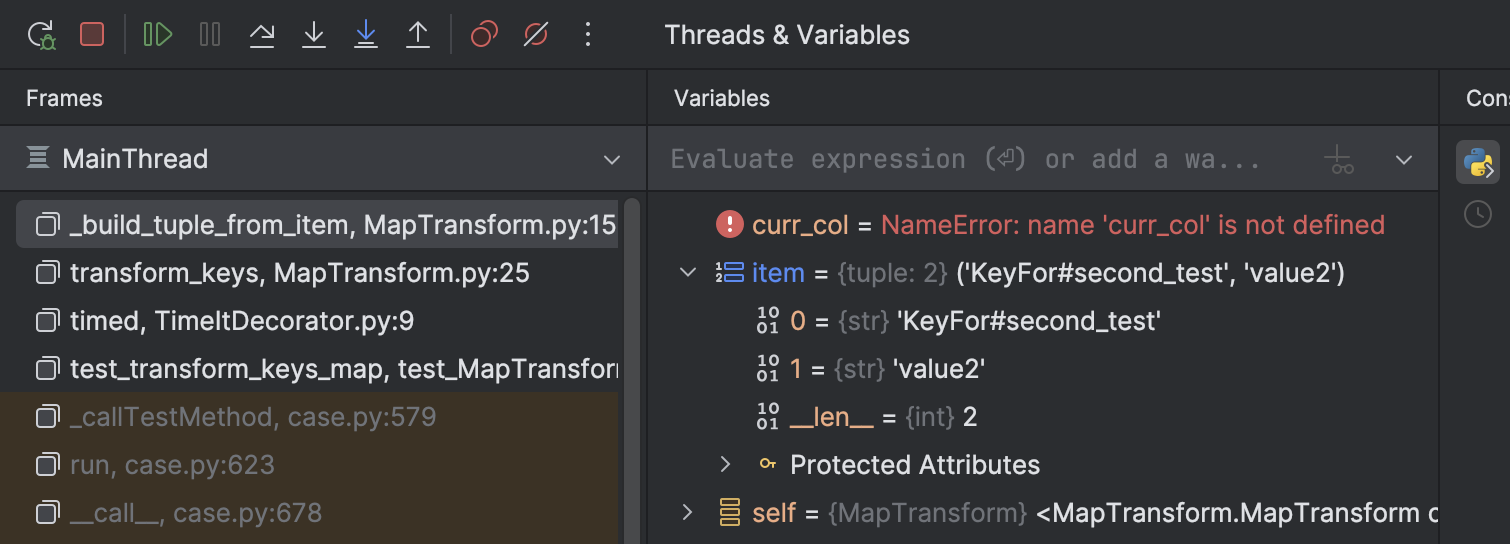 Threads & Variables
Frames
Variables
Cons
MainThread
Evaluate expression (⏎) or add a wa...
_build_tuple_from_item, MapTransform.py:15
transform_keys, MapTransform.py:25
timed, TimeItDecorator.py:9
test_transform_keys_map, test_MapTransfor
_callTestMethod, case.py:579
run, case.py:623
__call__, case.py:678
curr_col = NameError: name 'curr_col' is not defined
item = {tuple: 2} ('KeyFor#second_test', 'value2')
0 = {str} 'KeyFor#second_test'
1 = {str} 'value2'
__len__ = {int} 2
Protected Attributes
self = {MapTransform} <MapTransform.MapTransform o